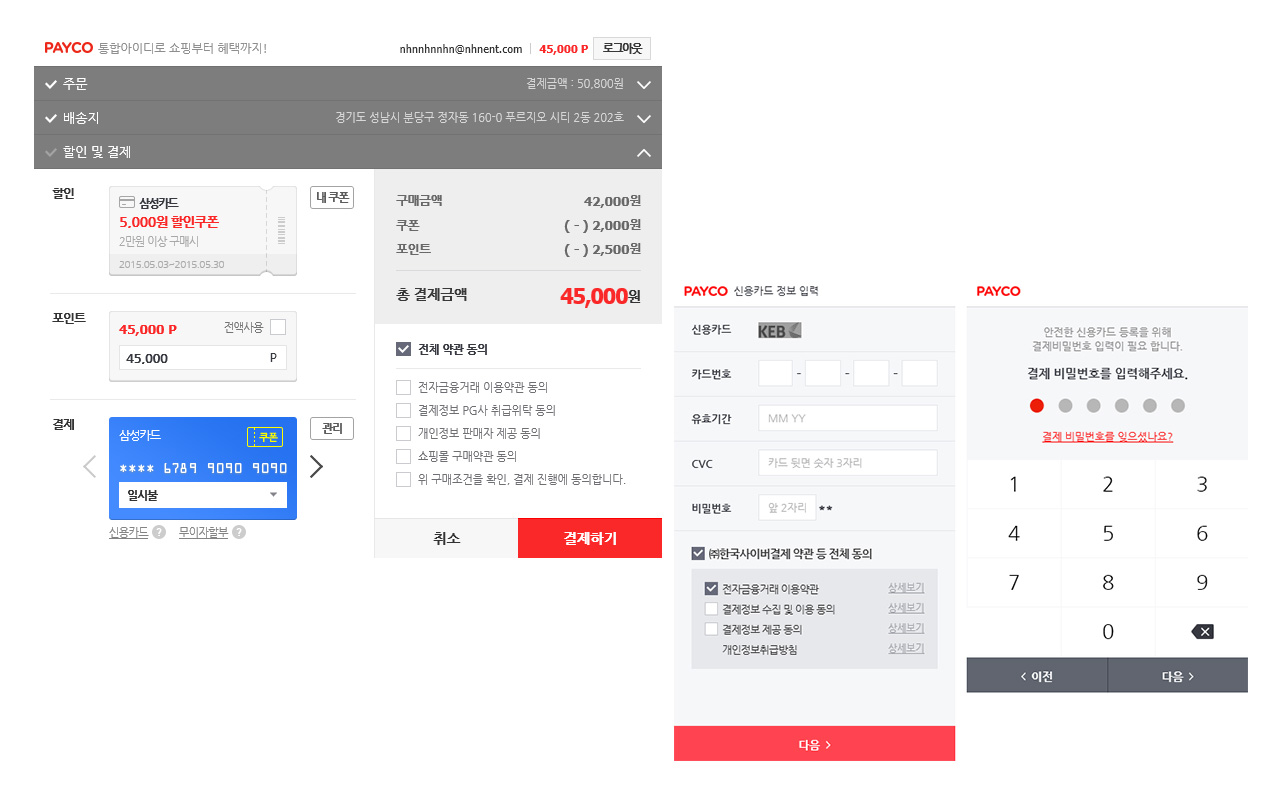 PAYCO 통합아이디로 쇼핑부터 혜택까지!
nhnnhnnhn@nhnent.com 45,000 P 로그아웃
주문 결제금액 : 50,800원
배송지 경기도 성남시 분당구 정자동 160-0 푸르지오 시티 2동 202호
할인 및 결제
할인
삼성카드
5,000원 할인쿠폰
2만원 이상 구매시
2015.05.03~2015.05.30
내 쿠폰
포인트
45,000 P 전액사용
45,000 P
결제
삼성카드 쿠폰
**** 6789 9090 9090
일시불
관리
신용카드 ? 무이자할부 ?
구매금액 42,000원
쿠폰 ( - ) 2,000원
포인트 ( - ) 2,500원
총 결제금액 45,000원
전체 약관 동의
전자금융거래 이용약관 동의
결제정보 PG사 취급위탁 동의
개인정보 판매자 제공 동의
쇼핑몰 구매약관 동의
위 구매조건을 확인, 결제 진행에 동의합니다.
취소 결제하기
PAYCO 신용카드 정보 입력
신용카드 KEB
카드번호 - - -
유효기간 MM YY
CVC 카드 뒷면 숫자 3자리
비밀번호 앞 2자리 **
㈜한국사이버결제 약관 등 전체 동의
전자금융거래 이용약관 상세보기
결제정보 수집 및 이용 동의 상세보기
결제정보 제공 동의 상세보기
개인정보취급방침 상세보기
다음 >
PAYCO
안전한 신용카드 등록을 위해
결제비밀번호 입력이 필요 합니다.
결제 비밀번호를 입력해주세요.
결제 비밀번호를 잊으셨나요?
1 2 3
4 5 6
7 8 9
0
< 이전 다음 >